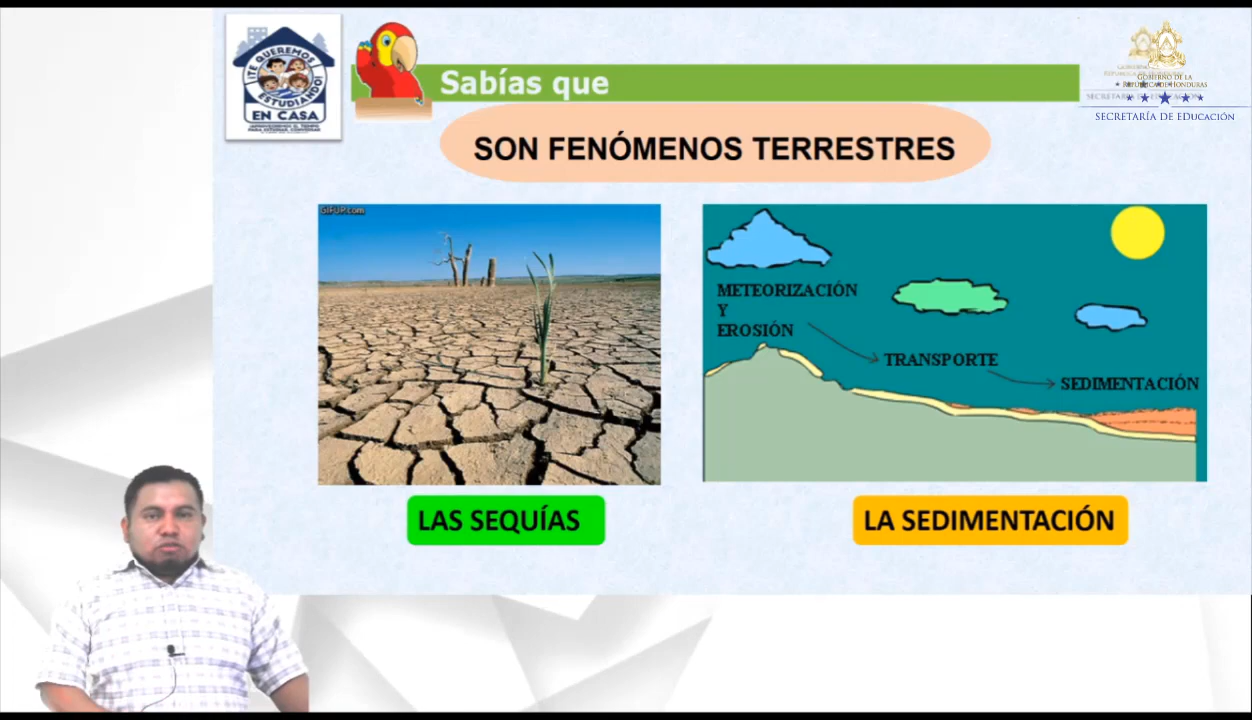 ¡TE QUEREMOS
ESTUDIANDO!
EN CASA
Sabías que
GOBIERNO DE LA
REPÚBLICA DE HONDURAS
SECRETARÍA DE EDUCACIÓN
SON FENÓMENOS TERRESTRES
GIFUP.com
METEORIZACIÓN
Y
EROSIÓN
TRANSPORTE
SEDIMENTACIÓN
LAS SEQUÍAS
LA SEDIMENTACIÓN